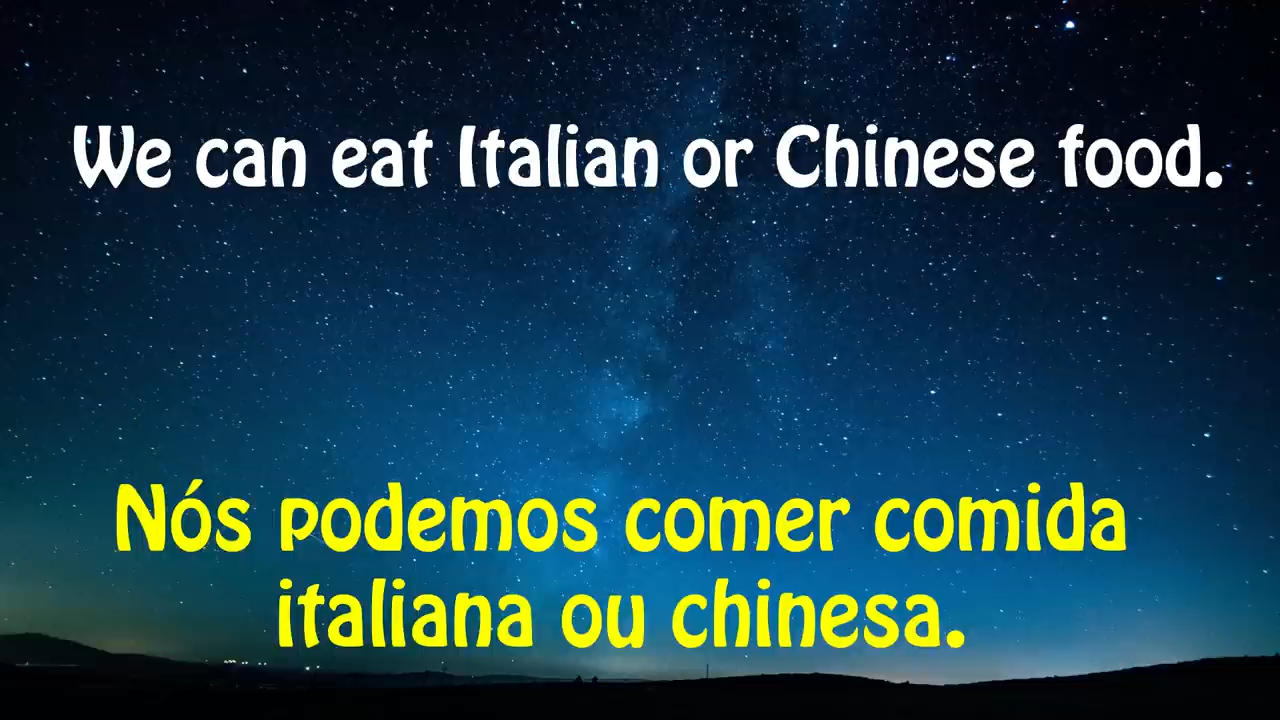 We can eat Italian or Chinese food.
Nós podemos comer comida
italiana ou chinesa.